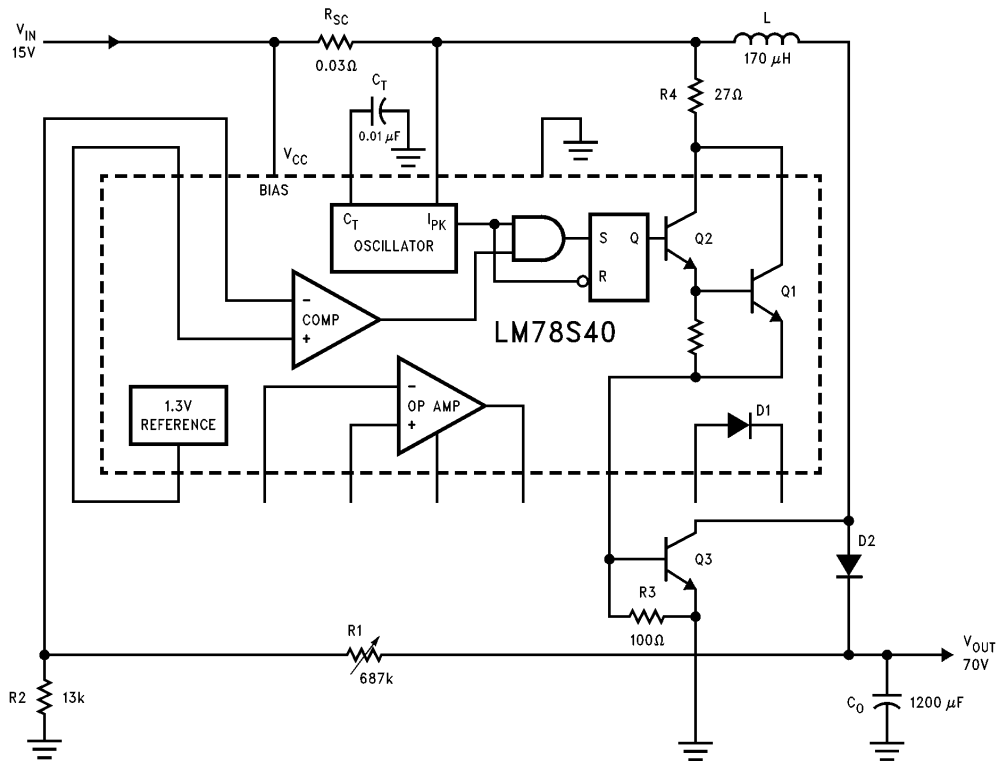 V_IN
15V
R_SC
0.03Ω
L
170 μH
C_T
0.01 μF
R4
27Ω
V_CC
BIAS
C_T
I_PK
OSCILLATOR
S
Q
R
Q2
Q1
−
COMP
+
LM78S40
−
OP AMP
+
1.3V
REFERENCE
D1
Q3
D2
R3
100Ω
R1
687k
V_OUT
70V
R2
13k
C_O
1200 μF